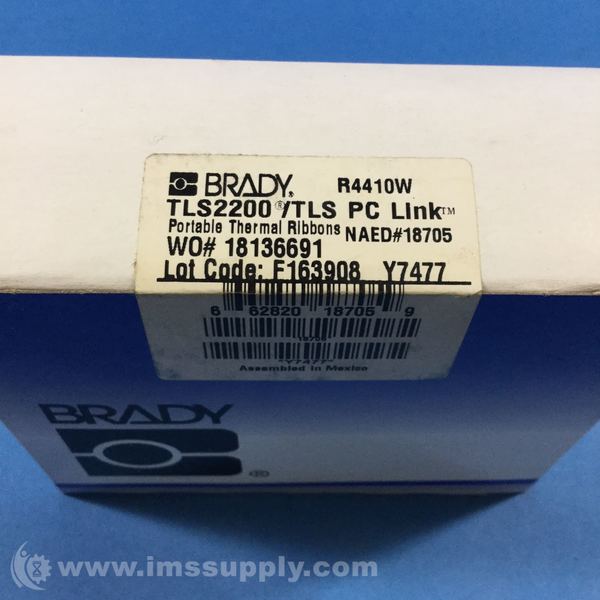 BRADY. R4410W
TLS2200®/TLS PC Link™
Portable Thermal Ribbons NAED#18705
WO# 18136691
Lot Code: F163908 Y7477
6 62820 18705 9
18705
"Y7477"
Assembled in Mexico
BRADY
®
www.imssupply.com